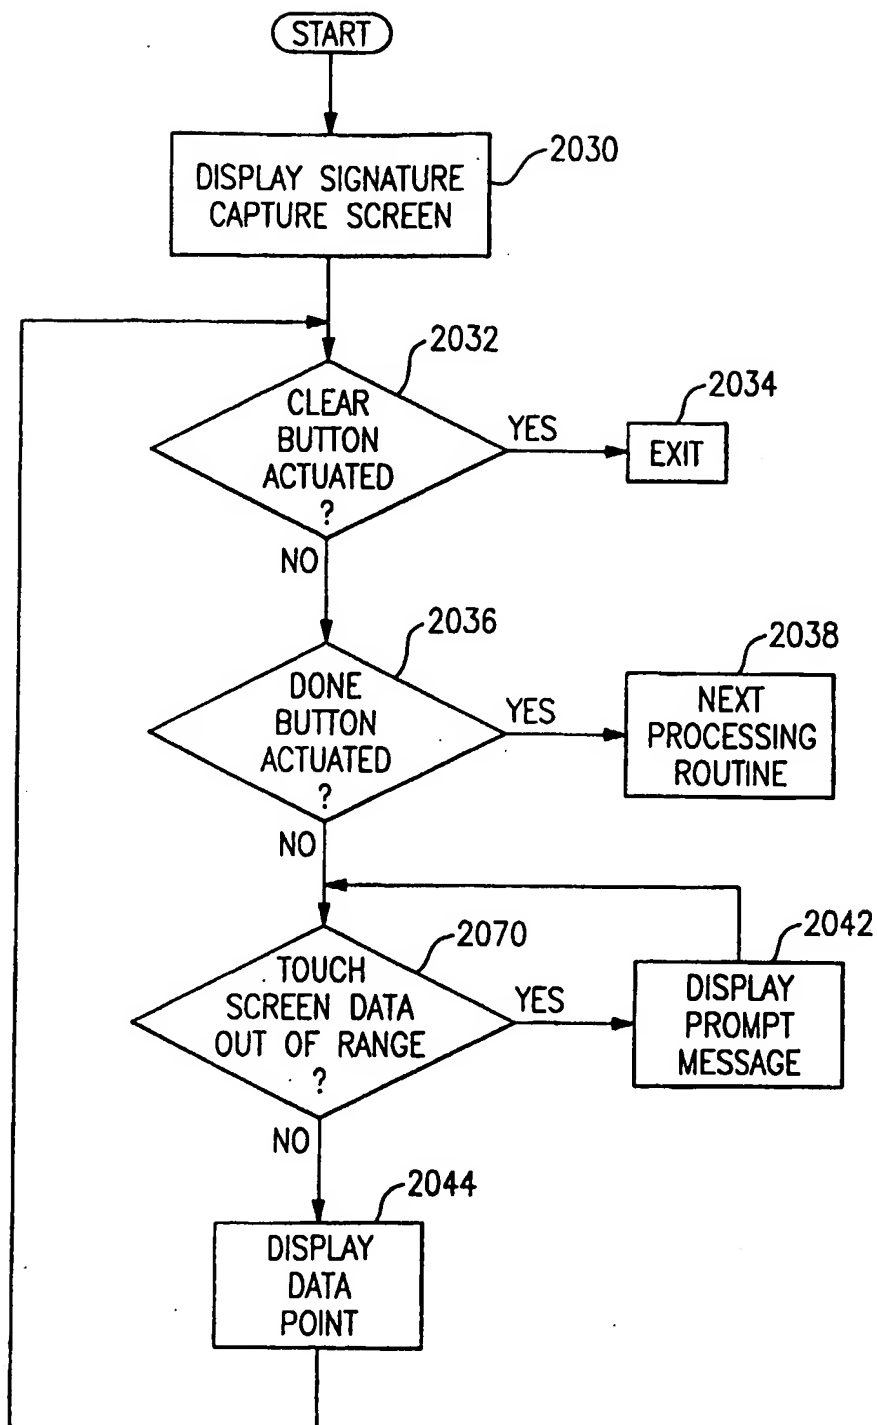 START
2030
DISPLAY SIGNATURE
CAPTURE SCREEN
2032
CLEAR
BUTTON
ACTUATED
?
YES
2034
EXIT
NO
2036
DONE
BUTTON
ACTUATED
?
YES
2038
NEXT
PROCESSING
ROUTINE
NO
2070
TOUCH
SCREEN DATA
OUT OF RANGE
?
YES
2042
DISPLAY
PROMPT
MESSAGE
NO
2044
DISPLAY
DATA
POINT